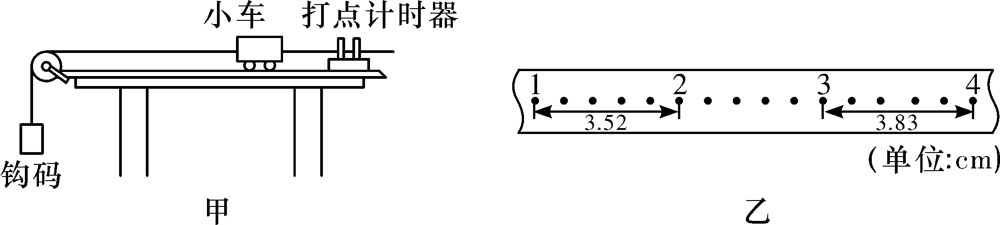 小车 打点计时器
钩码
甲
1 2 3 4
3.52 3.83
(单位:cm)
乙